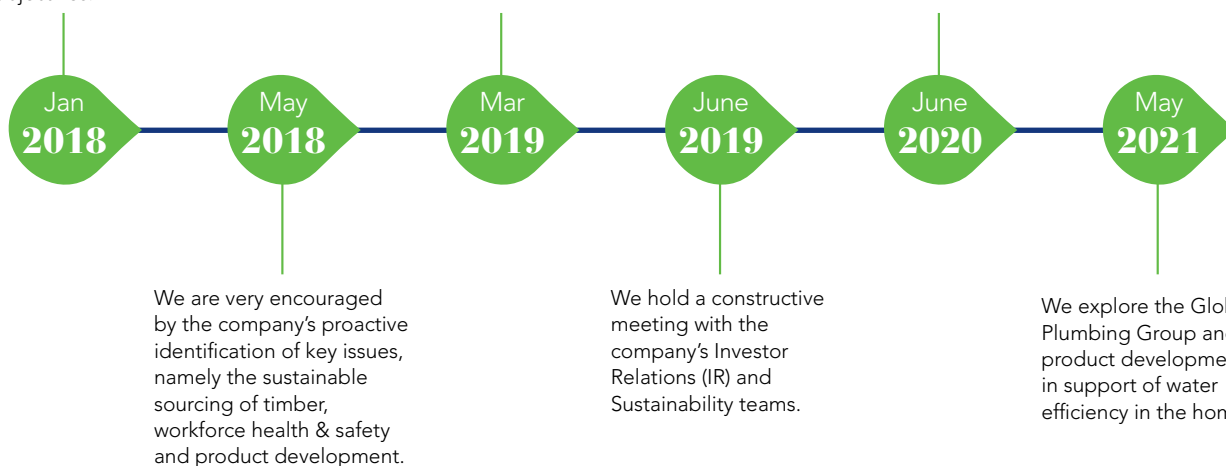 Jan
2018
May
2018
Mar
2019
June
2019
June
2020
May
2021
We are very encouraged
by the company's proactive
identification of key issues,
namely the sustainable
sourcing of timber,
workforce health & safety
and product development.
We hold a constructive
meeting with the
company's Investor
Relations (IR) and
Sustainability teams.
We explore the
Plumbing Group
product
in support of water
efficiency in the